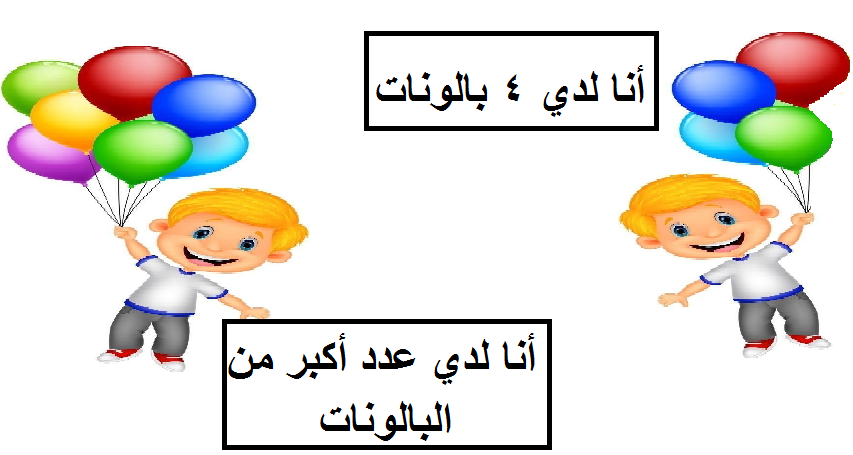 أنا لدي ٤ بالونات
أنا لدي عدد أكبر من
البالونات